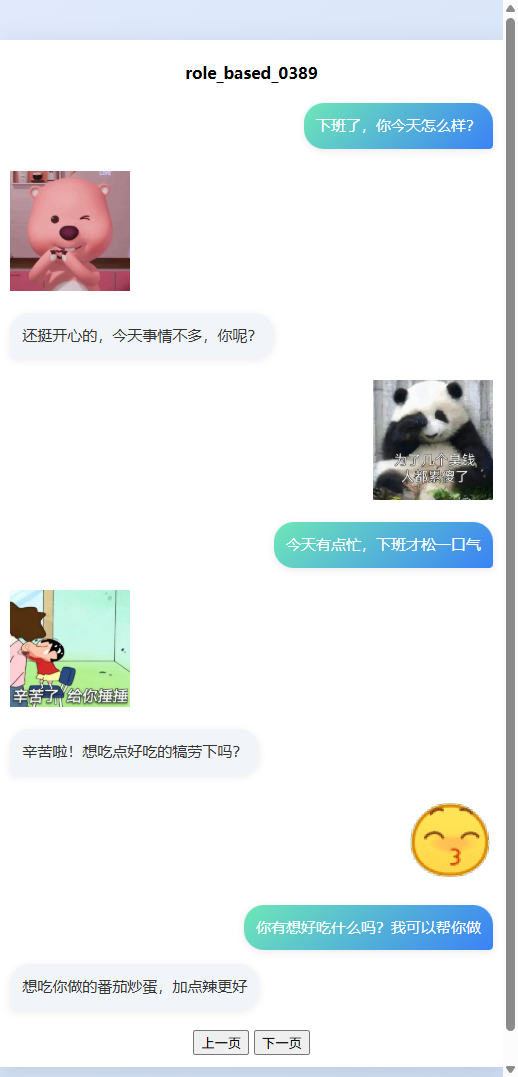 role_based_0389
下班了，你今天怎么样？
还挺开心的，今天事情不多，你呢？
为了几个臭钱
人都累傻了
今天有点忙，下班才松一口气
辛苦了 给你捶捶
辛苦啦！想吃点好吃的犒劳下吗？
你有想好吃什么吗？我可以帮你做
想吃你做的番茄炒蛋，加点辣更好
上一页 下一页